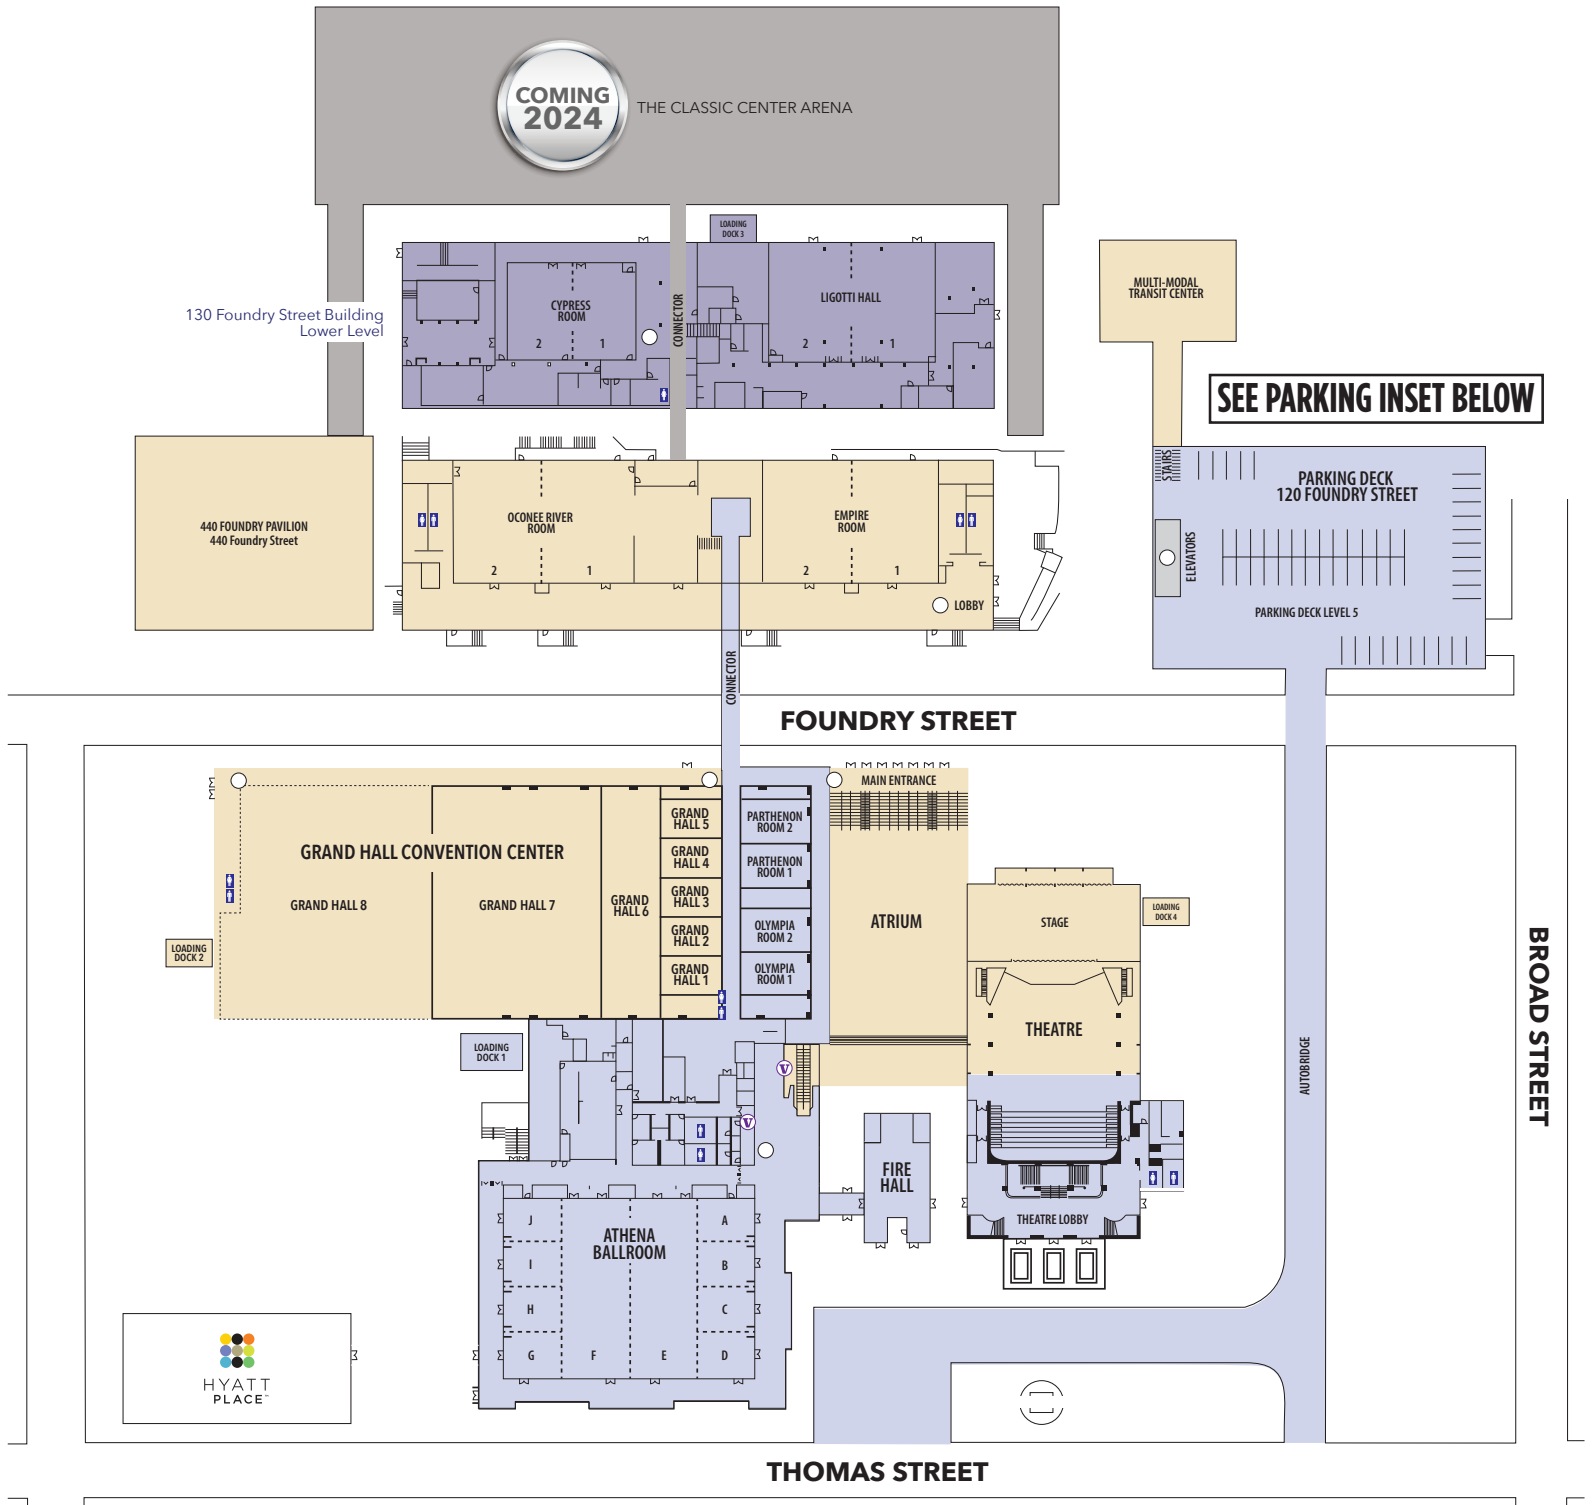 COMING
2024
THE CLASSIC CENTER ARENA
LOADING
DOCK 3
130 Foundry Street Building
Lower Level
CYPRESS
ROOM
2
1
CONNECTOR
LIGOTTI HALL
2
1
MULTI-MODAL
TRANSIT CENTER
SEE PARKING INSET BELOW
440 FOUNDRY PAVILION
440 Foundry Street
OCONEE RIVER
ROOM
2
1
EMPIRE
ROOM
2
1
LOBBY
STAIRS
PARKING DECK
120 FOUNDRY STREET
ELEVATORS
PARKING DECK LEVEL 5
CONNECTOR
FOUNDRY STREET
MAIN ENTRANCE
GRAND HALL CONVENTION CENTER
GRAND HALL 8
GRAND HALL 7
GRAND
HALL 6
GRAND
HALL 5
GRAND
HALL 4
GRAND
HALL 3
GRAND
HALL 2
GRAND
HALL 1
PARTHENON
ROOM 2
PARTHENON
ROOM 1
OLYMPIA
ROOM 2
OLYMPIA
ROOM 1
ATRIUM
STAGE
LOADING
DOCK 4
LOADING
DOCK 2
THEATRE
LOADING
DOCK 1
V
V
AUTOBRIDGE
BROAD STREET
FIRE
HALL
THEATRE LOBBY
ATHENA
BALLROOM
J
A
I
B
H
C
G
F
E
D
HYATT
PLACE™
THOMAS STREET